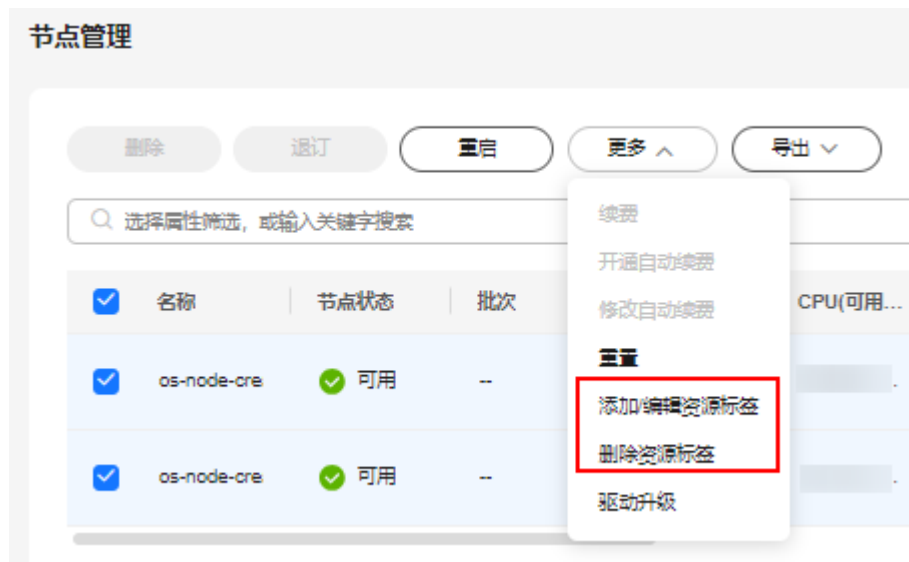 节点管理
删除 退订 重启 更多 导出
选择属性筛选，或输入关键字搜索
续费
开通自动续费
修改自动续费
重置
添加/编辑资源标签
删除资源标签
驱动升级
名称 节点状态 批次 CPU(可用...
os-node-cre 可用 --
os-node-cre 可用 --